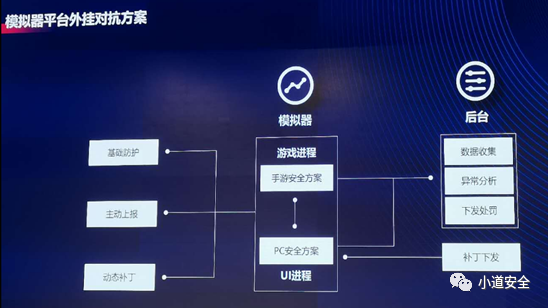 模拟器平台外挂对抗方案
模拟器
后台
游戏进程
手游安全方案
PC安全方案
UI进程
基础防护
主动上报
动态补丁
数据收集
异常分析
下发处罚
补丁下发
小道安全